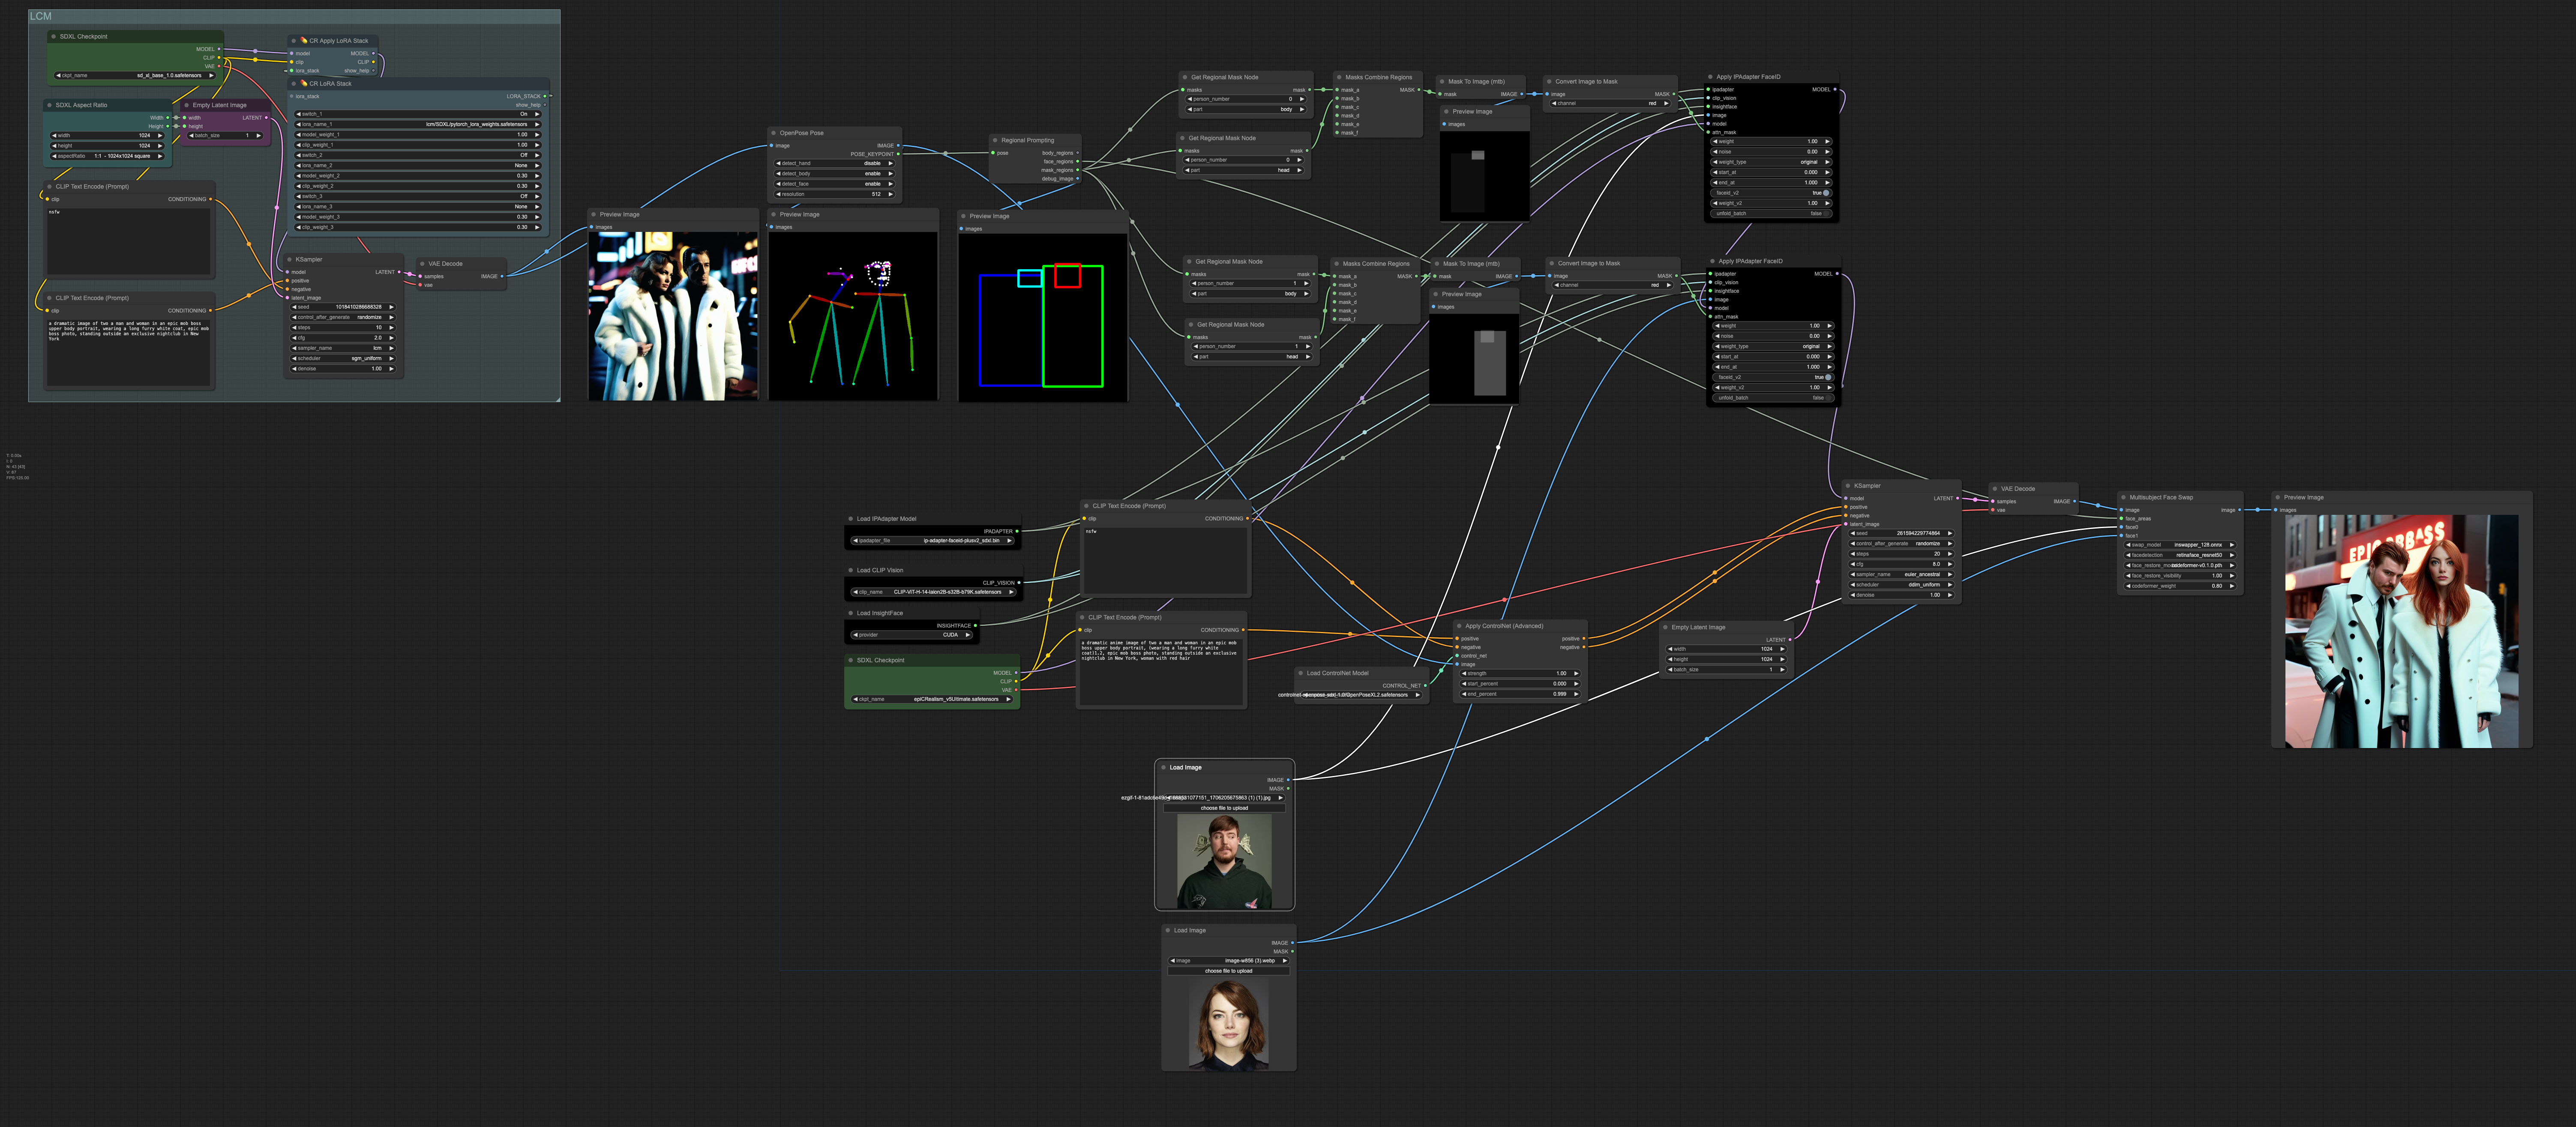 LCM
SDXL Checkpoint
MODEL
CLIP
VAE
ckpt_name sd_xl_base_1.0.safetensors
CR Apply LoRA Stack
model MODEL
clip CLIP
lora_stack show_help
CR LoRA Stack
lora_stack LORA_STACK
show_help
switch_1 On
lora_name_1 lcm/SDXL/pytorch_lora_weights.safetensors
model_weight_1 1.00
clip_weight_1 1.00
switch_2 Off
lora_name_2 None
model_weight_2 0.30
clip_weight_2 0.30
switch_3 Off
lora_name_3 None
model_weight_3 0.30
clip_weight_3 0.30
SDXL Aspect Ratio
Width
Height
width 1024
height 1024
aspectRatio 1:1 - 1024x1024 square
Empty Latent Image
width LATENT
height
batch_size 1
CLIP Text Encode (Prompt)
clip CONDITIONING
nsfw
CLIP Text Encode (Prompt)
clip CONDITIONING
a dramatic image of two a man and woman in an epic mob boss
upper body portrait, wearing a long furry white coat, epic mob
boss photo, standing outside an exclusive nightclub in New
York
KSampler
model LATENT
positive
negative
latent_image
seed 1018410286688328
control_after_generate randomize
steps 10
cfg 2.0
sampler_name lcm
scheduler sgm_uniform
denoise 1.00
VAE Decode
samples IMAGE
vae
Preview Image
images
OpenPose Pose
image IMAGE
POSE_KEYPOINT
detect_hand disable
detect_body enable
detect_face enable
resolution 512
Preview Image
images
Regional Prompting
pose body_regions
face_regions
mask_regions
debug_image
Preview Image
images
Get Regional Mask Node
masks mask
person_number 0
part body
Get Regional Mask Node
masks mask
person_number 0
part head
Masks Combine Regions
mask_a MASK
mask_b
mask_c
mask_d
mask_e
mask_f
Mask To Image (mtb)
mask IMAGE
Preview Image
images
Convert Image to Mask
image MASK
channel red
Apply IPAdapter FaceID
ipadapter MODEL
clip_vision
insightface
image
model
attn_mask
weight 1.00
noise 0.00
weight_type original
start_at 0.000
end_at 1.000
faceid_v2 true
weight_v2 1.00
unfold_batch false
Get Regional Mask Node
masks mask
person_number 1
part body
Get Regional Mask Node
masks mask
person_number 1
part head
Masks Combine Regions
mask_a MASK
mask_b
mask_c
mask_d
mask_e
mask_f
Mask To Image (mtb)
mask IMAGE
Preview Image
images
Convert Image to Mask
image MASK
channel red
Apply IPAdapter FaceID
ipadapter MODEL
clip_vision
insightface
image
model
attn_mask
weight 1.00
noise 0.00
weight_type original
start_at 0.000
end_at 1.000
faceid_v2 true
weight_v2 1.00
unfold_batch false
T: 0.00s
I: 0
N: 43 [43]
V: 87
FPS:120.00
Load IPAdapter Model
IPADAPTER
ipadapter_file ip-adapter-faceid-plusv2_sdxl.bin
Load CLIP Vision
CLIP_VISION
clip_name CLIP-ViT-H-14-laion2B-s32B-b79K.safetensors
Load InsightFace
INSIGHTFACE
provider CUDA
SDXL Checkpoint
MODEL
CLIP
VAE
ckpt_name epiCRealism_v5Ultimate.safetensors
CLIP Text Encode (Prompt)
clip CONDITIONING
nsfw
CLIP Text Encode (Prompt)
clip CONDITIONING
a dramatic anime image of two a man and woman in an epic mob
boss upper body portrait, (wearing a long furry white
coat)1.2, epic mob boss photo, standing outside an exclusive
nightclub in New York, woman with red hair
Load ControlNet Model
CONTROL_NET
Apply ControlNet (Advanced)
positive positive
negative negative
control_net
image
strength 1.00
start_percent 0.000
end_percent 0.999
Empty Latent Image
LATENT
width 1024
height 1024
batch_size 1
KSampler
model LATENT
positive
negative
latent_image
seed 261594229774864
control_after_generate randomize
steps 20
cfg 8.0
sampler_name euler_ancestral
scheduler ddim_uniform
denoise 1.00
VAE Decode
samples IMAGE
vae
Multisubject Face Swap
image image
face_areas
face0
face1
swap_model inswapper_128.onnx
facedetection retinaface_resnet50
face_restore_visibility 1.00
codeformer_weight 0.80
Preview Image
images
Load Image
IMAGE
MASK
choose file to upload
Load Image
IMAGE
MASK
image image-w856 (3).webp
choose file to upload